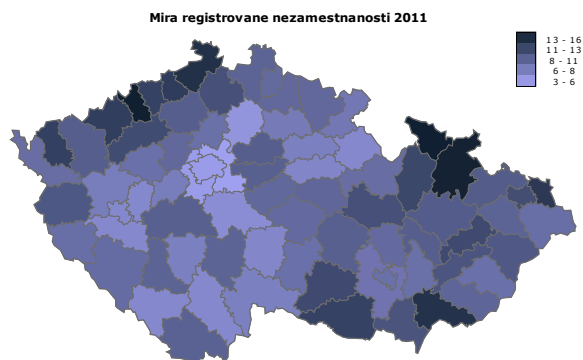 Mira registrovane nezamestnanosti 2011
13 - 16
11 - 13
8 - 11
6 - 8
3 - 6